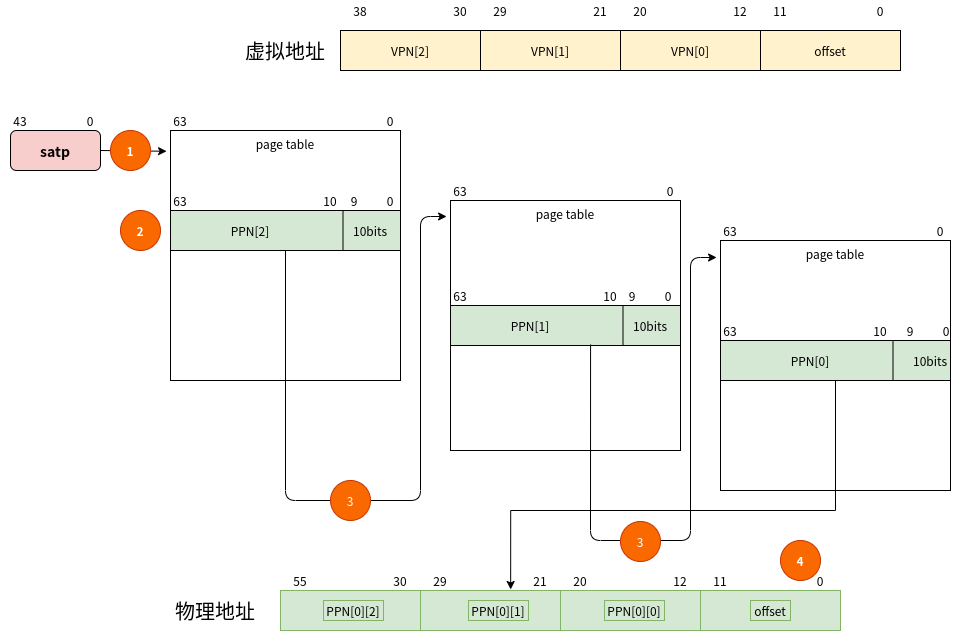 38 30 29 21 20 12 11 0
虚拟地址 VPN[2] VPN[1] VPN[0] offset
43 0 63 0
satp 1 page table
63 0
63 10 9 0 page table
2 PPN[2] 10bits
63 0
page table
63 10 9 0
PPN[1] 10bits
63 10 9 0
PPN[0] 10bits
3
3
4
55 30 29 21 20 12 11 0
物理地址 PPN[0][2] PPN[0][1] PPN[0][0] offset